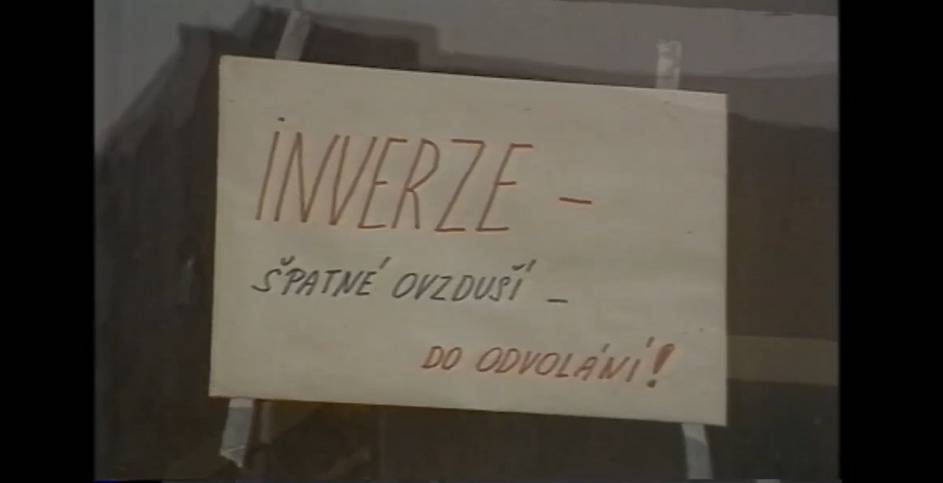 INVERZE –
ŠPATNÉ OVZDUŠÍ –
DO ODVOLÁNÍ!